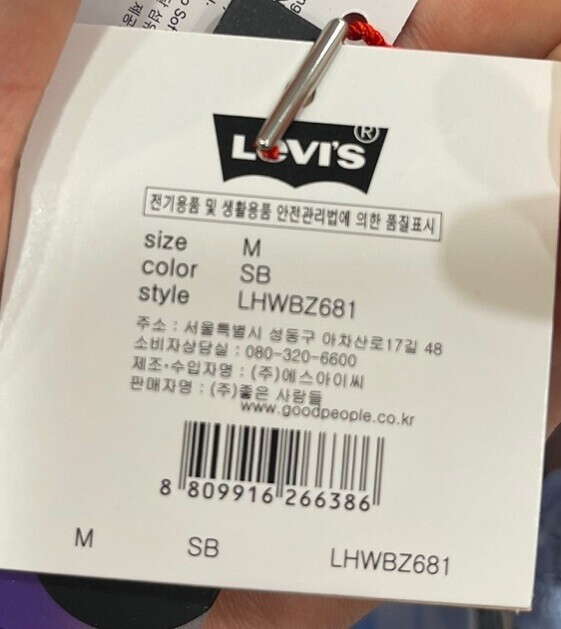 LEVI'S®
전기용품 및 생활용품 안전관리법에 의한 품질표시
size M
color SB
style LHWBZ681
주소 : 서울특별시 성동구 아차산로17길 48
소비자상담실 : 080-320-6600
제조·수입자명 : (주)에스아이씨
판매자명 : (주)좋은 사람들
www.goodpeople.co.kr
8 809916 266386
M SB LHWBZ681